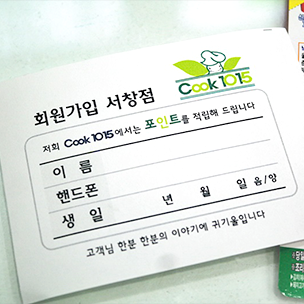 Cook 1015
회원가입 서창점
저희 Cook 1015에서는 포인트를 적립해 드립니다
이 름
핸드폰
생 일 년 월 일 음/양
고객님 한분 한분의 이야기에 귀기울입니다